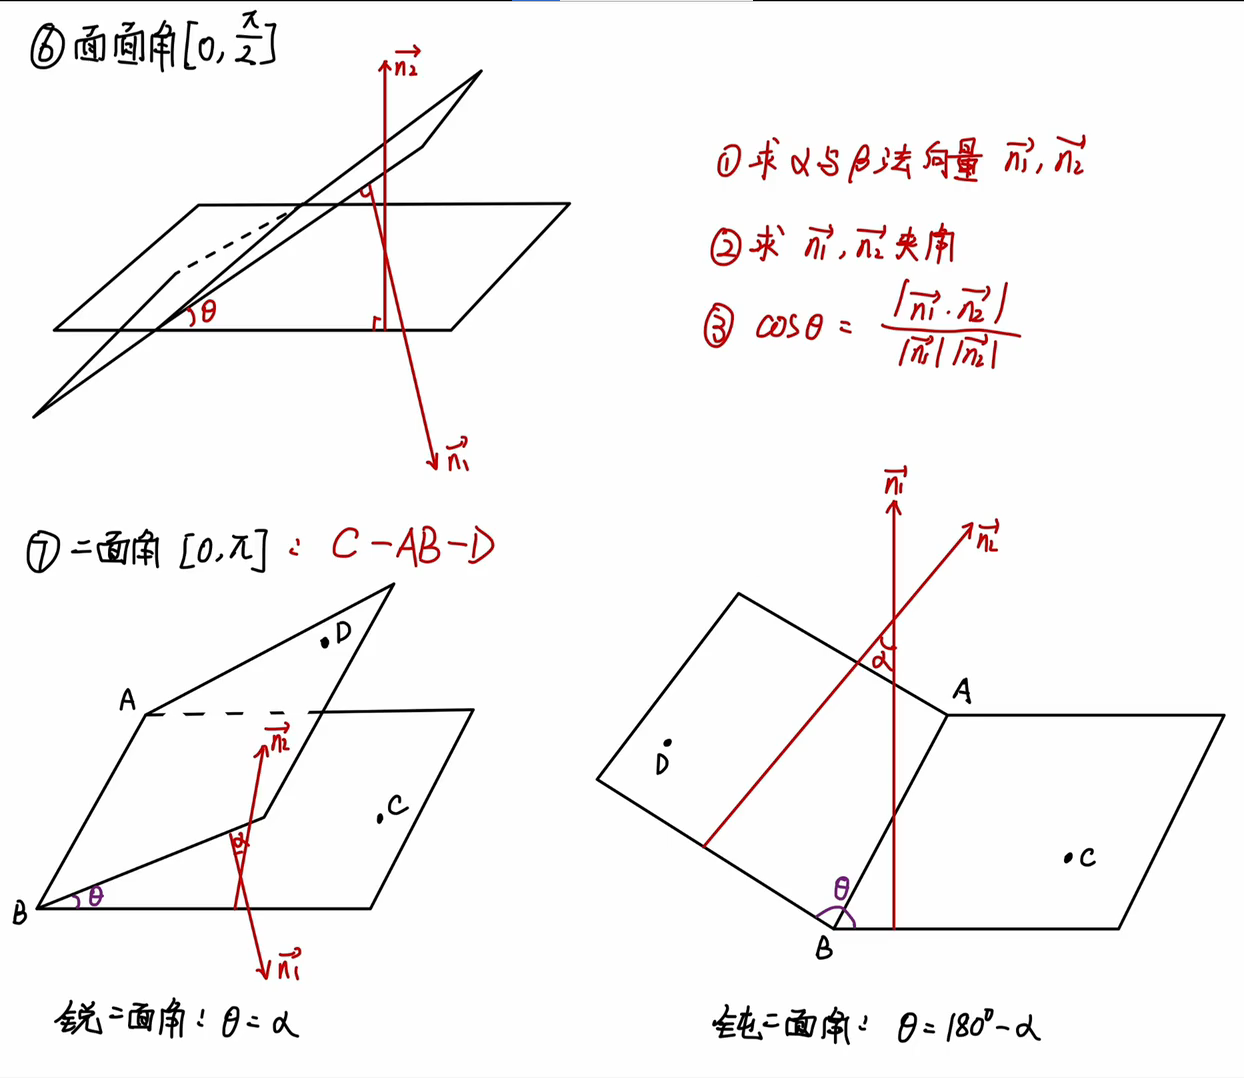 ⑥ 面面角[0, π/2]
n₂→
θ
n₁→
① 求 α与β法向量 n₁→, n₂→
② 求 n₁→, n₂→ 夹角
③ cosθ = |n₁→·n₂→| / |n₁→| |n₂→|
⑦ 二面角 [0, π]: C-AB-D
A
D
n₂→
C
α
B
θ
n₁→
锐二面角: θ=α
n₁→
n₂→
α
A
D
C
θ
B
钝二面角: θ=180°-α